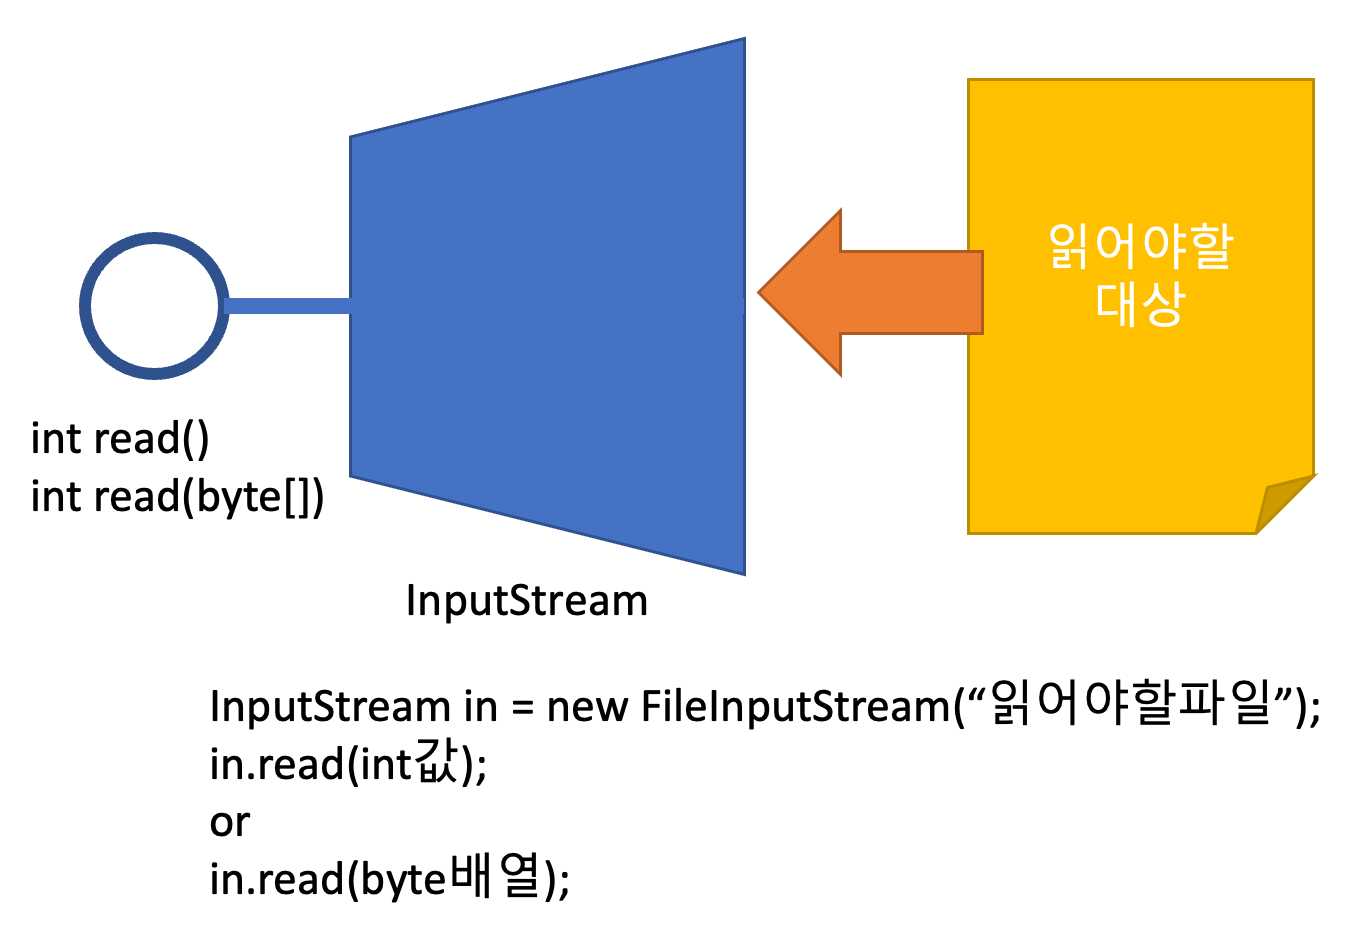 읽어야할
대상
int read()
int read(byte[])
InputStream
InputStream in = new FileInputStream(“읽어야할파일”);
in.read(int값);
or
in.read(byte배열);